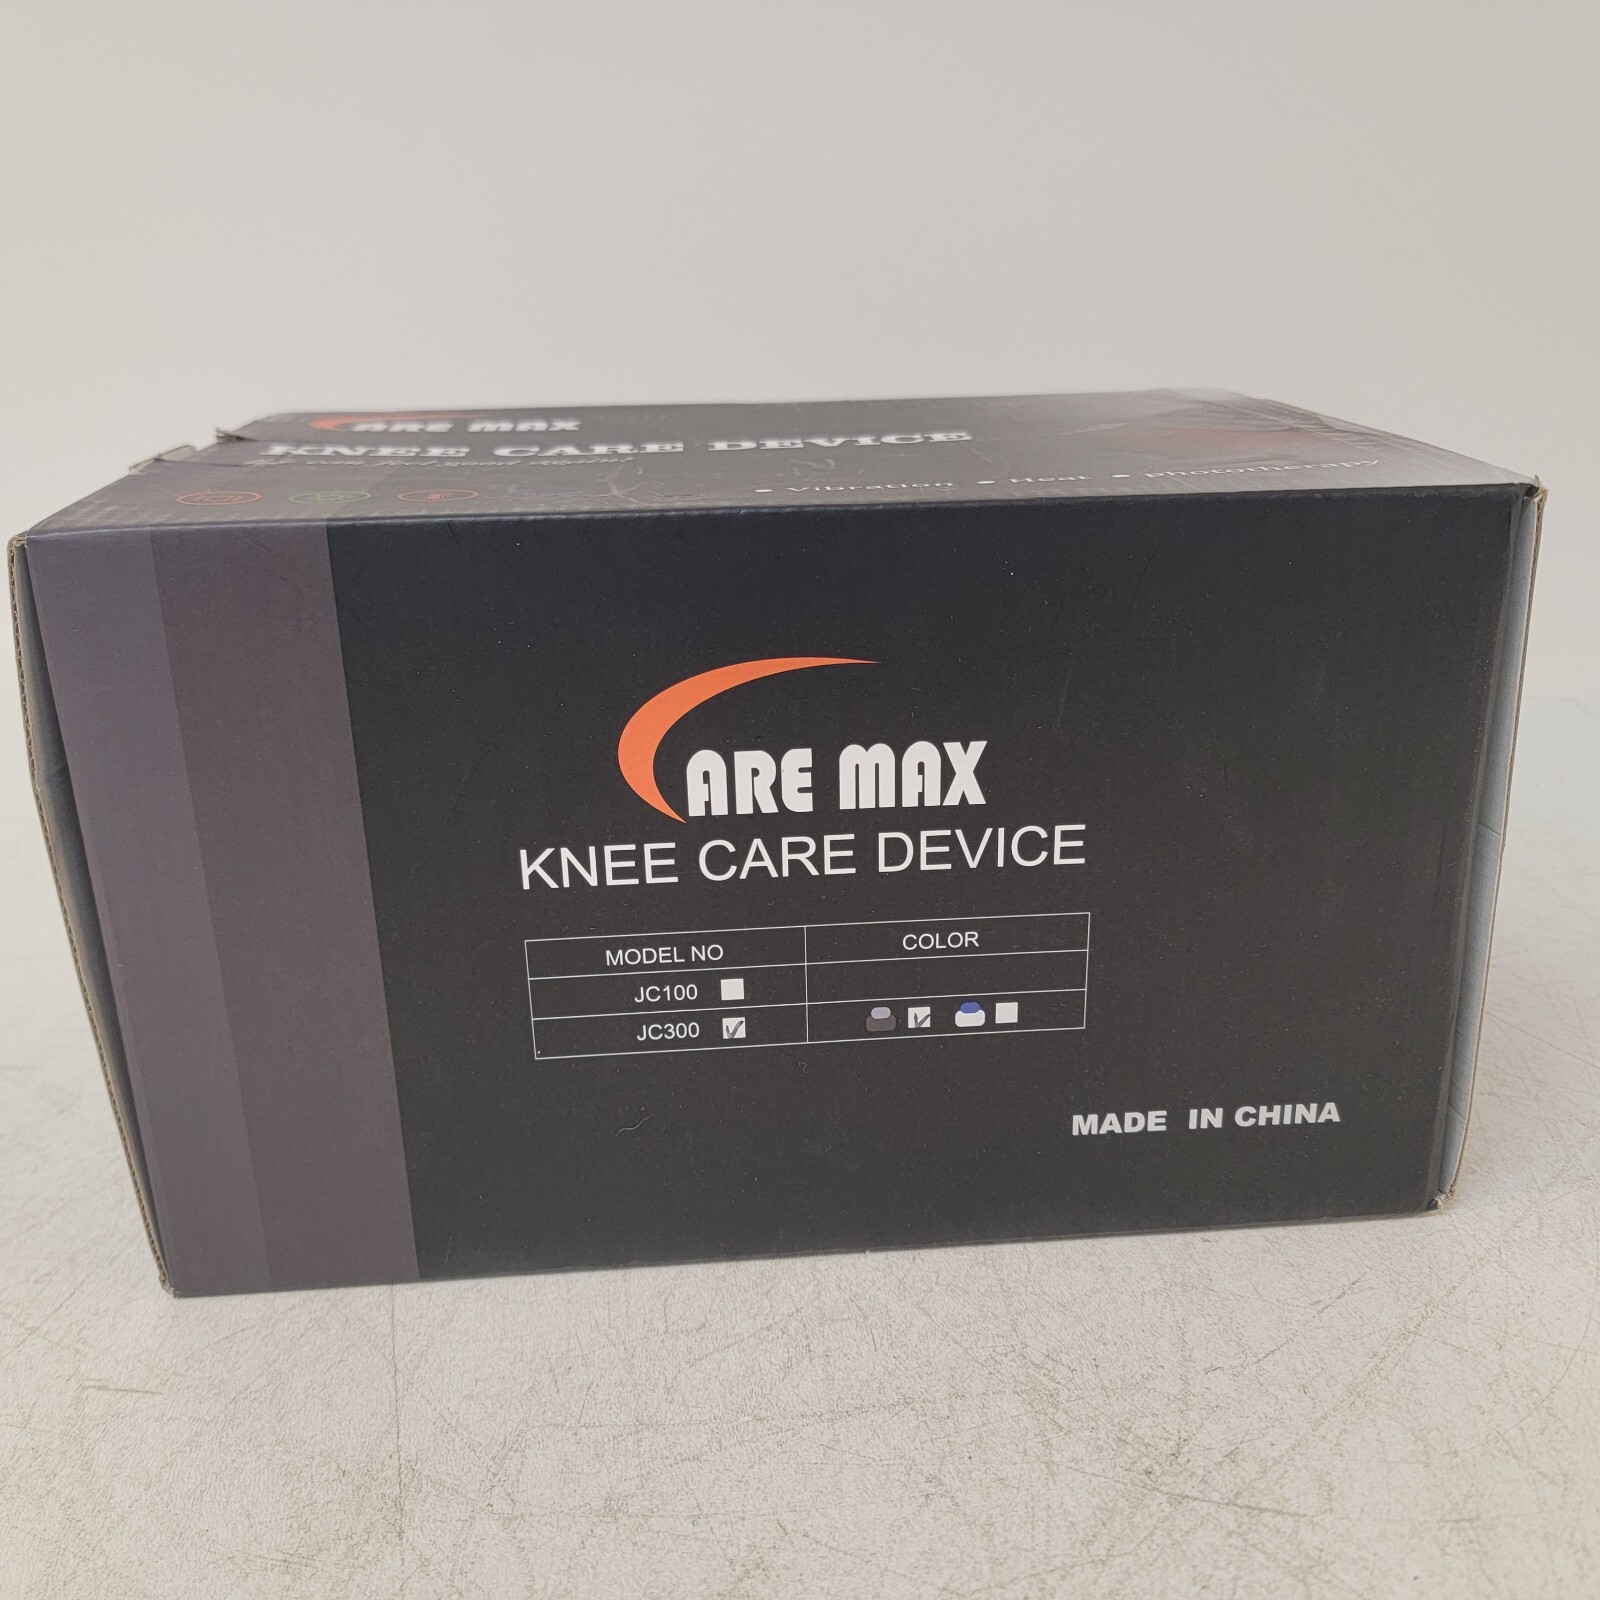 ARE MAX
KNEE CARE DEVICE
• Vibration • Heat • phototherapy
ARE MAX
KNEE CARE DEVICE
MODEL NO COLOR
JC100
JC300
MADE IN CHINA